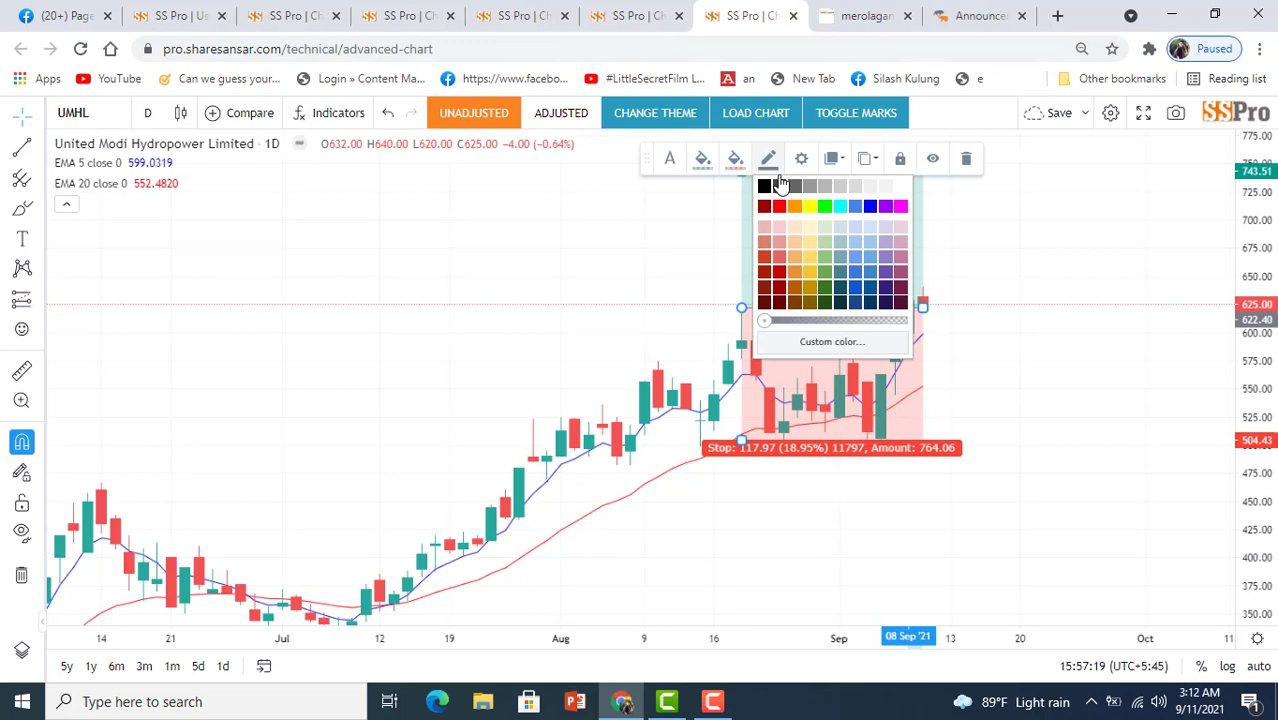 (20+) Pape
SS Pro | Us
SS Pro | Ch
SS Pro | Ch
SS Pro | Ch
SS Pro | Ch
merolagan
Announce
pro.sharesansar.com/technical/advanced-chart
Paused
Apps
YouTube
Can we guess your...
Login » Content Ma...
https://www.facebo...
#LittleSecretFilm L...
an
New Tab
Silash Kulung
e
Other bookmarks
Reading list
UMHL
D
Compare
Indicators
UNADJUSTED
ADJUSTED
CHANGE THEME
LOAD CHART
TOGGLE MARKS
Save
SSPro
United Modi Hydropower Limited · 1D
O632.00 H640.00 L620.00 C625.00 −4.00 (−0.64%)
EMA 5 close 0 599.0319
EMA 20 close 0 552.4820
Custom color...
Stop: 117.97 (18.95%) 11797, Amount: 764.06
775.00
743.51
725.00
700.00
675.00
650.00
625.00
622.40
600.00
575.00
550.00
525.00
504.43
475.00
450.00
425.00
400.00
375.00
350.00
14
21
Jul
12
19
Aug
9
16
Sep
08 Sep '21
13
20
Oct
11
5y
1y
6m
3m
1m
5d
1d
15:57:19 (UTC+5:45)
%
log
auto
Type here to search
89°F Light rain
3:12 AM
9/11/2021